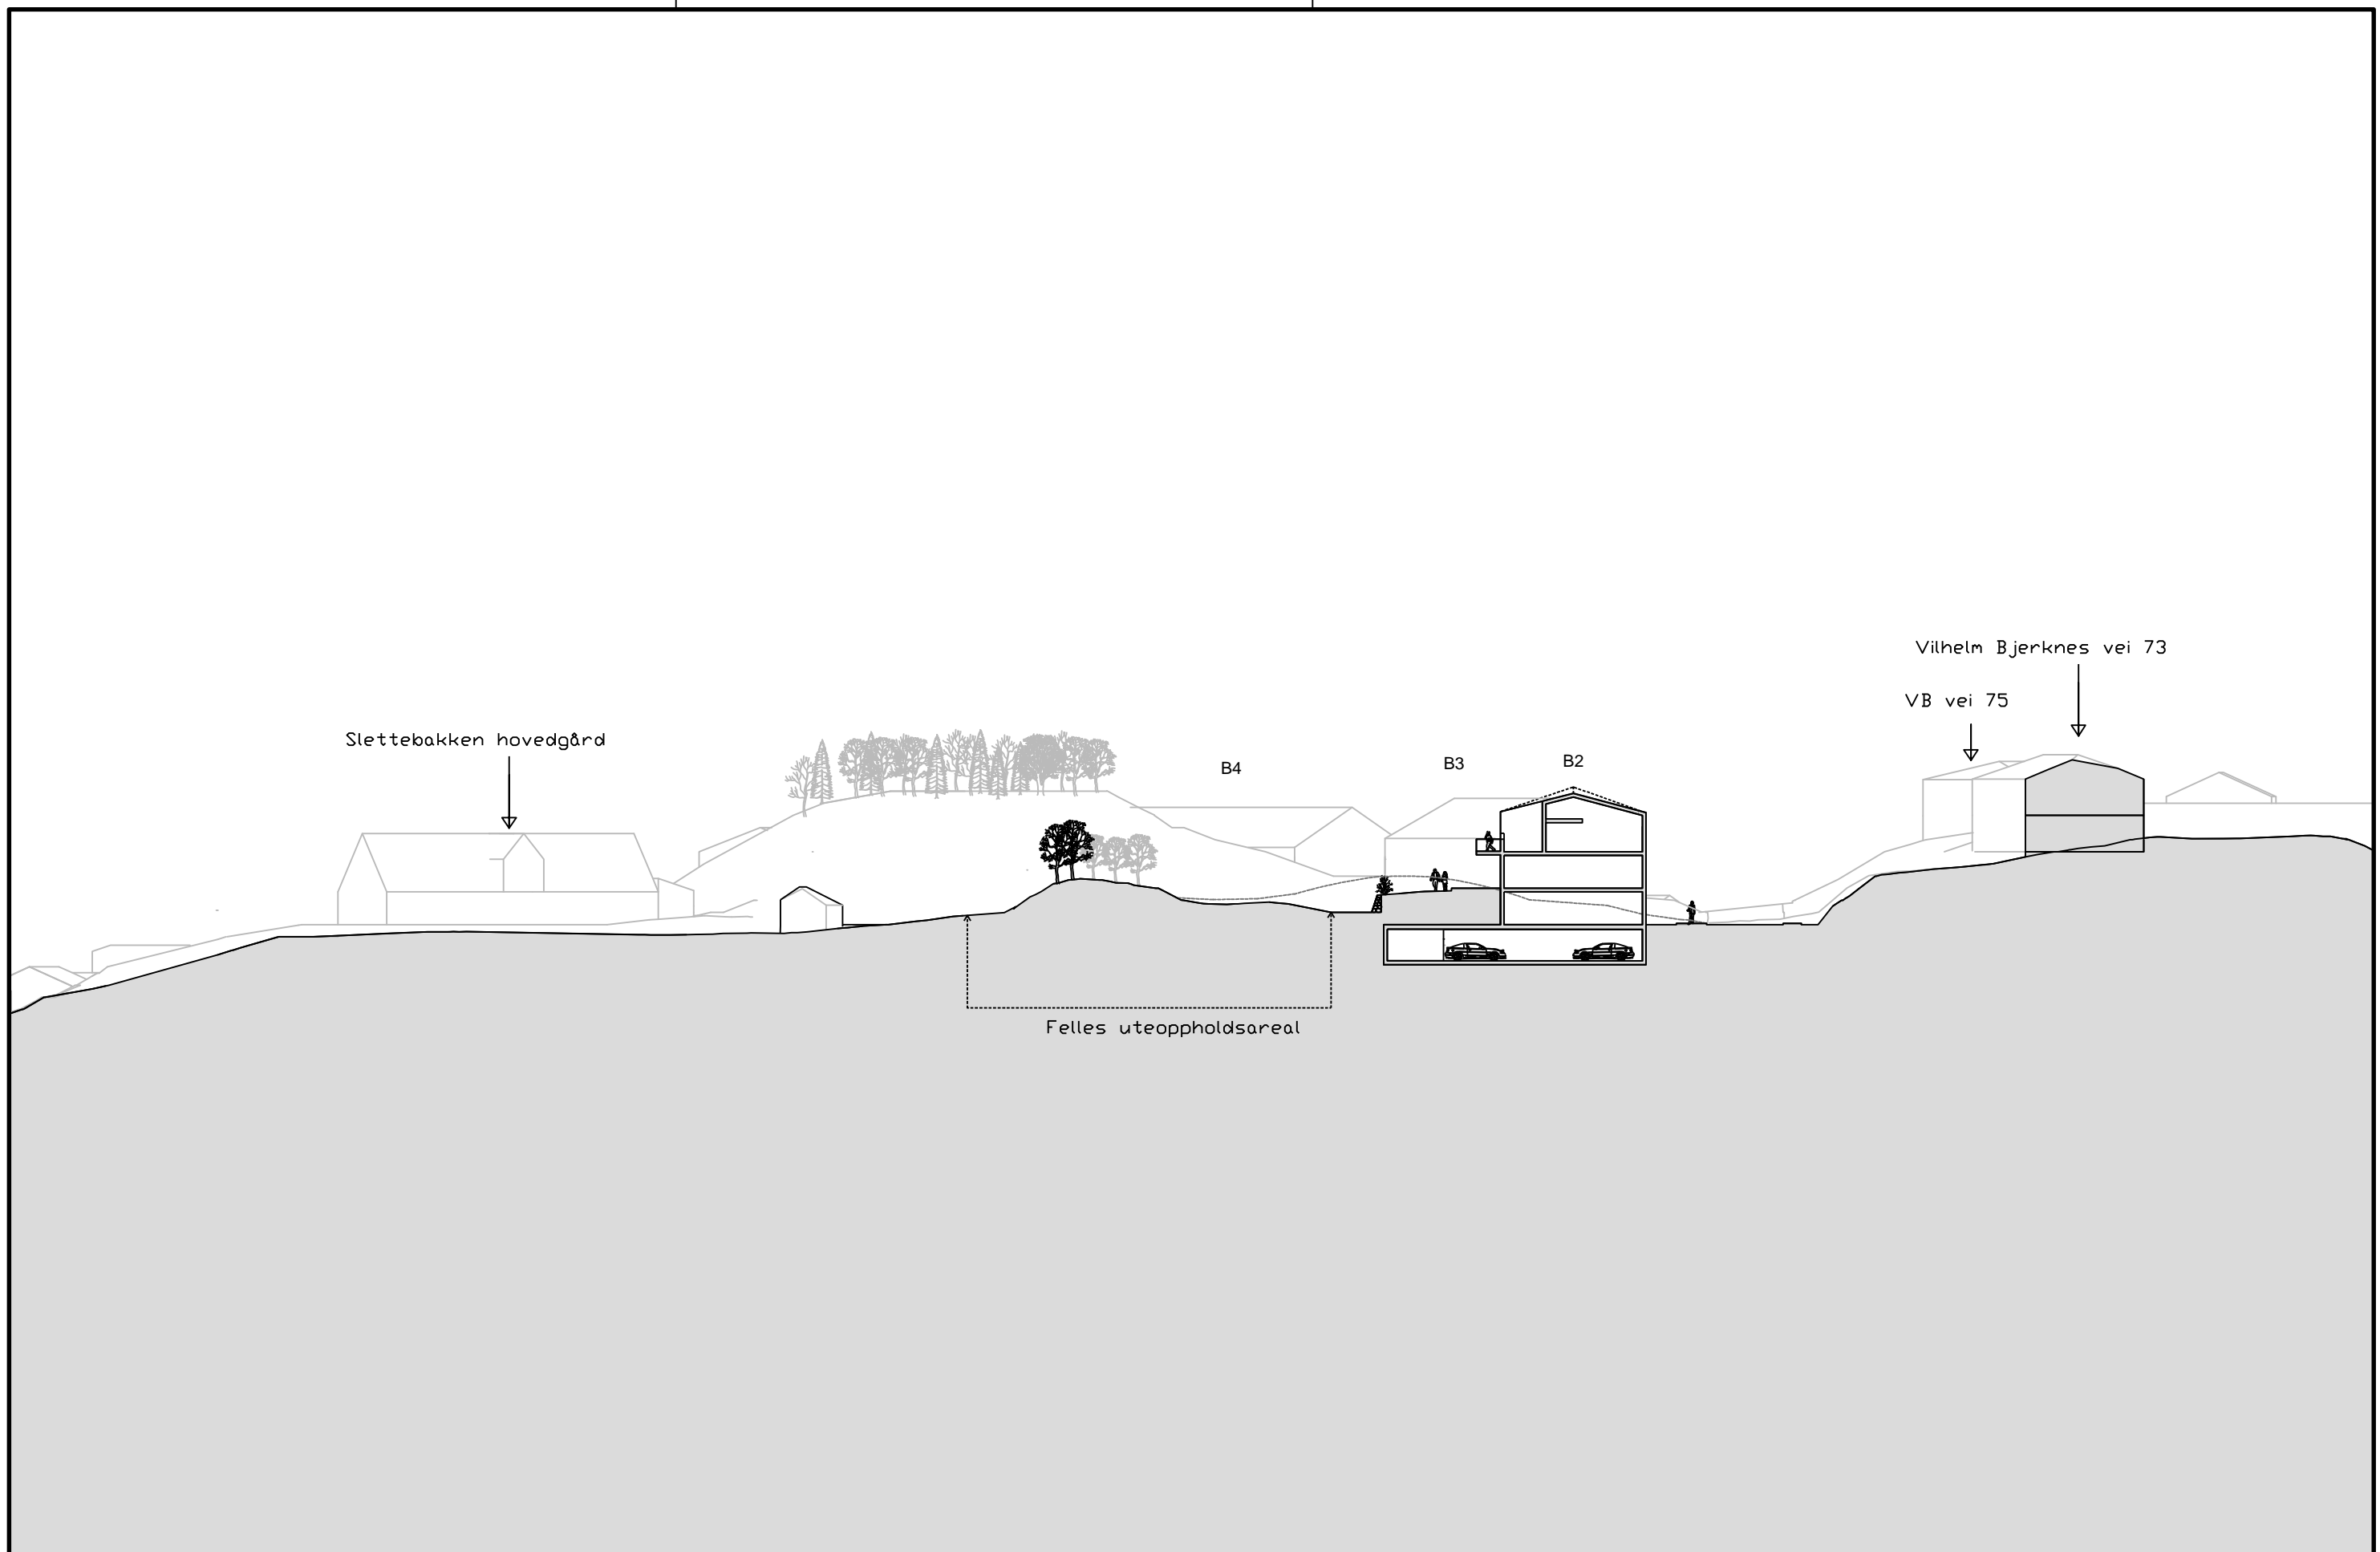 Vilhelm Bjerknes vei 73
VB vei 75
Slettebakken hovedgård
B4
B3
B2
Felles uteoppholdsareal